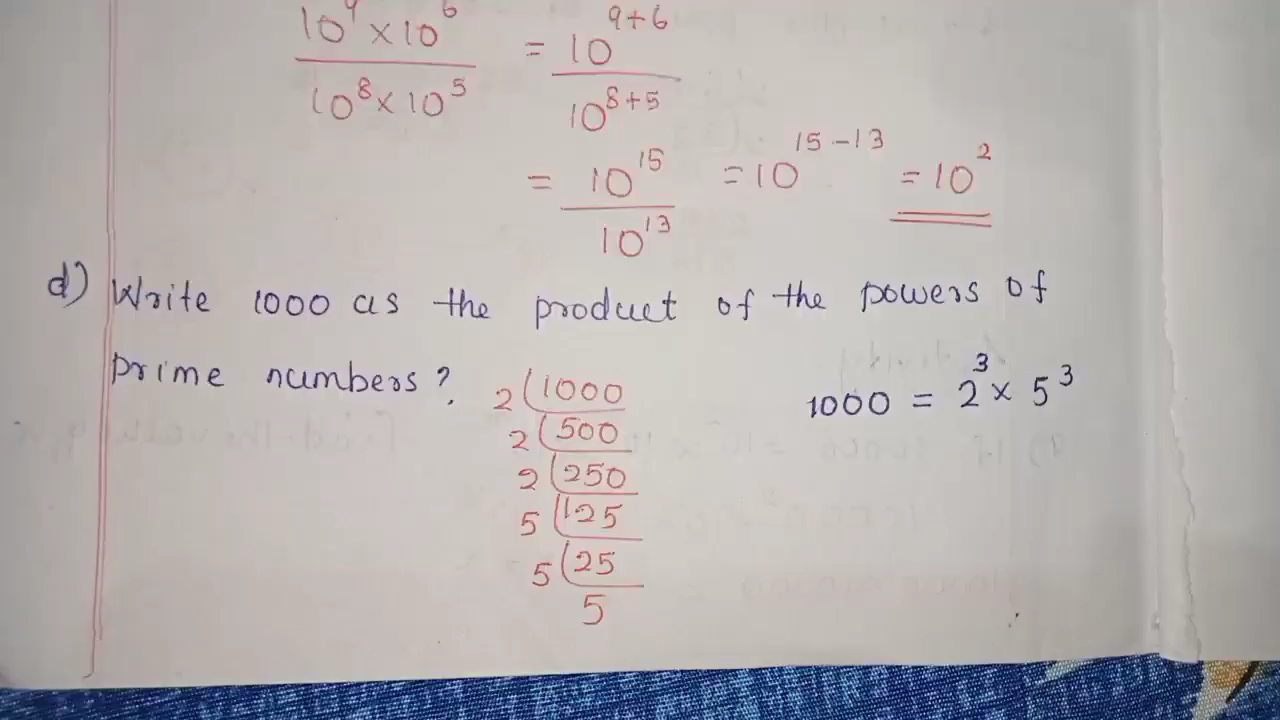 10⁹ × 10⁶ = 10⁹⁺⁶
10⁸ × 10⁵ 10⁸⁺⁵
= 10¹⁵ = 10¹⁵⁻¹³ = 10²
10¹³
d) Write 1000 as the product of the powers of
prime numbers?
1000 = 2³ × 5³
2 1000
2 500
2 250
5 125
5 25
5